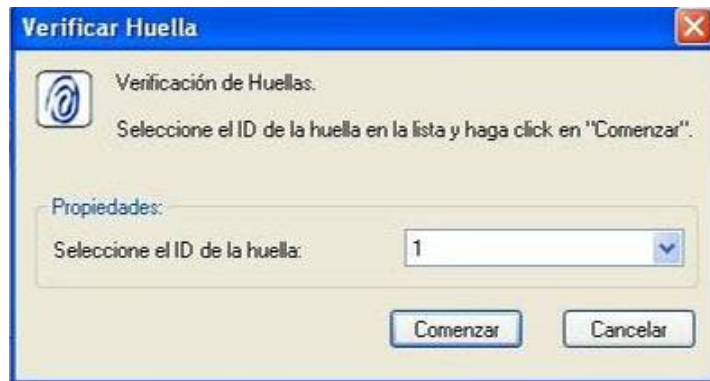 Verificar Huella
Verificación de Huellas.
Seleccione el ID de la huella en la lista y haga click en "Comenzar".
Propiedades:
Seleccione el ID de la huella: 1
Comenzar Cancelar